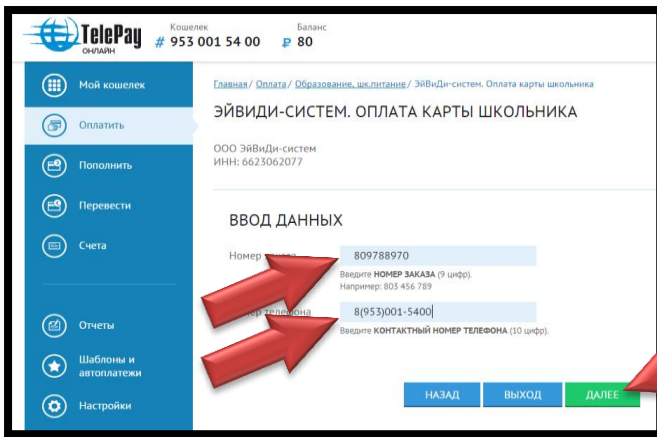 TelePay
ОНЛАЙН
Кошелек
# 953 001 54 00
Баланс
₽ 80
Мой кошелек
Оплатить
Пополнить
Перевести
Счета
Отчеты
Шаблоны и
автоплатежи
Настройки
Главная / Оплата / Образование, шк.питание / ЭйВиДи-систем. Оплата карты школьника
ЭЙВИДИ-СИСТЕМ. ОПЛАТА КАРТЫ ШКОЛЬНИКА
ООО ЭйВиДи-систем
ИНН: 6623062077
ВВОД ДАННЫХ
Номер 809788970
Введите НОМЕР ЗАКАЗА (9 цифр).
Например: 803 456 789
телефона 8(953)001-5400
Введите КОНТАКТНЫЙ НОМЕР ТЕЛЕФОНА (10 цифр).
НАЗАД ВЫХОД ДАЛЕЕ